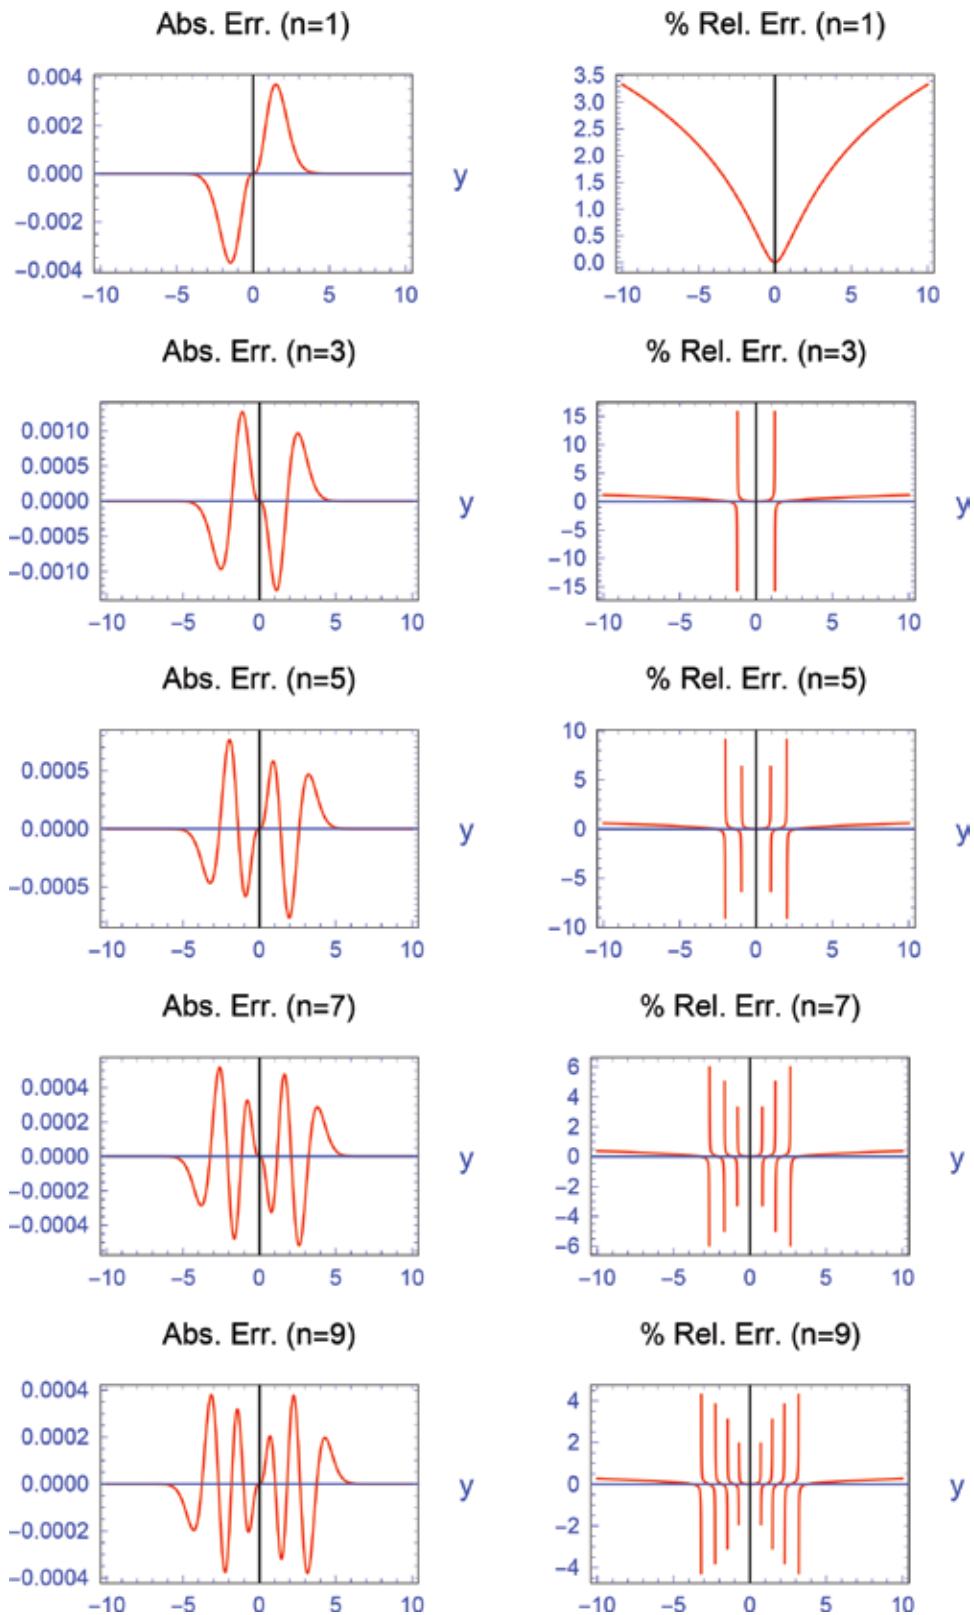 Abs. Err. (n=1) % Rel. Err. (n=1)
0.004
0.002
0.000
−0.002
−0.004
y
−10 −5 0 5 10
3.5
3.0
2.5
2.0
1.5
1.0
0.5
0.0
−10 −5 0 5 10
Abs. Err. (n=3) % Rel. Err. (n=3)
0.0010
0.0005
0.0000
−0.0005
−0.0010
y
−10 −5 0 5 10
15
10
5
0
−5
−10
−15
y
−10 −5 0 5 10
Abs. Err. (n=5) % Rel. Err. (n=5)
0.0005
0.0000
−0.0005
y
−10 −5 0 5 10
10
5
0
−5
−10
y
−10 −5 0 5 10
Abs. Err. (n=7) % Rel. Err. (n=7)
0.0004
0.0002
0.0000
−0.0002
−0.0004
y
−10 −5 0 5 10
6
4
2
0
−2
−4
−6
y
−10 −5 0 5 10
Abs. Err. (n=9) % Rel. Err. (n=9)
0.0004
0.0002
0.0000
−0.0002
−0.0004
y
−10 −5 0 5 10
4
2
0
−2
−4
y
−10 −5 0 5 10